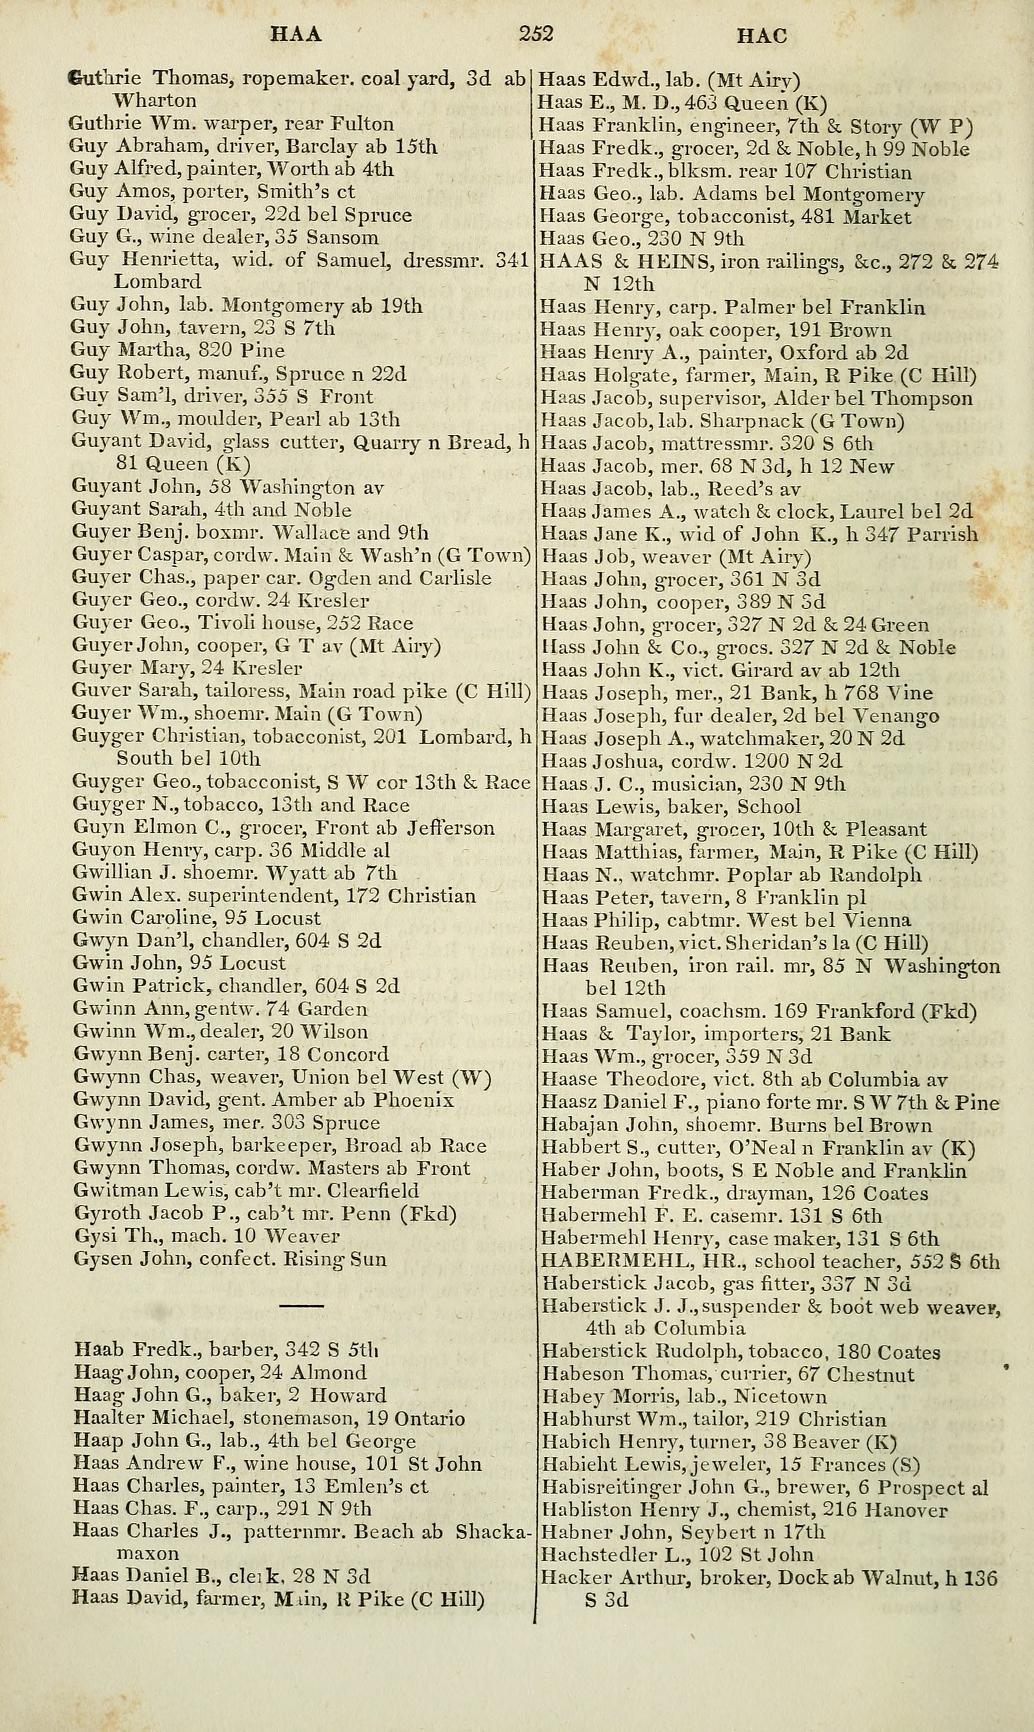 HAA 252 HAC
Guthrie Thomas, ropemaker. coal yard, 3d ab
Wharton
Guthrie Wm. warper, rear Fulton
Guy Abraham, driver, Barclay ab 15th
Guy Alfred, painter, Worth ab 4th
Guy Amos, porter, Smith's ct
Guy David, grocer, 22d bel Spruce
Guy G., wine dealer, 35 Sansom
Guy Henrietta, wid. of Samuel, dressmr. 341
Lombard
Guy John, lab. Montgomery ab 19th
Guy John, tavern, 23 S 7th
Guy Martha, 820 Pine
Guy Robert, manuf., Spruce n 22d
Guy Sam'l, driver, 355 S Front
Guy Wm., moulder, Pearl ab 13th
Guyant David, glass cutter, Quarry n Bread, h
81 Queen (K)
Guyant John, 58 Washington av
Guyant Sarah, 4th and Noble
Guyer Benj. boxmr. Wallace and 9th
Guyer Caspar, cordw. Main & Wash'n (G Town)
Guyer Chas., paper car. Ogden and Carlisle
Guyer Geo., cordw. 24 Kresler
Guyer Geo., Tivoli house, 252 Race
Guyer John, cooper, G T av (Mt Airy)
Guyer Mary, 24 Kresler
Guver Sarah, tailoress, Main road pike (C Hill)
Guyer Wm., shoemr. Main (G Town)
Guyger Christian, tobacconist, 201 Lombard, h
South bel 10th
Guyger Geo., tobacconist, S W cor 13th & Race
Guyger N., tobacco, 13th and Race
Guyn Elmon C., grocer, Front ab Jefferson
Guyon Henry, carp. 36 Middle al
Gwillian J. shoemr. Wyatt ab 7th
Gwin Alex. superintendent, 172 Christian
Gwin Caroline, 95 Locust
Gwyn Dan'l, chandler, 604 S 2d
Gwin John, 95 Locust
Gwin Patrick, chandler, 604 S 2d
Gwinn Ann, gentw. 74 Garden
Gwinn Wm., dealer, 20 Wilson
Gwynn Benj. carter, 18 Concord
Gwynn Chas, weaver, Union bel West (W)
Gwynn David, gent. Amber ab Phoenix
Gwynn James, mer. 303 Spruce
Gwynn Joseph, barkeeper, Broad ab Race
Gwynn Thomas, cordw. Masters ab Front
Gwitman Lewis, cab't mr. Clearfield
Gyroth Jacob P., cab't mr. Penn (Fkd)
Gysi Th., mach. 10 Weaver
Gysen John, confect. Rising Sun
Haab Fredk., barber, 342 S 5th
Haag John, cooper, 24 Almond
Haag John G., baker, 2 Howard
Haalter Michael, stonemason, 19 Ontario
Haap John G., lab., 4th bel George
Haas Andrew F., wine house, 101 St John
Haas Charles, painter, 13 Emlen's ct
Haas Chas. F., carp., 291 N 9th
Haas Charles J., patternmr. Beach ab Shacka-
maxon
Haas Daniel B., clerk, 28 N 3d
Haas David, farmer, Main, R Pike (C Hill)
Haas Edwd., lab. (Mt Airy)
Haas E., M. D., 463 Queen (K)
Haas Franklin, engineer, 7th & Story (W P)
Haas Fredk., grocer, 2d & Noble, h 99 Noble
Haas Fredk., blksm. rear 107 Christian
Haas Geo., lab. Adams bel Montgomery
Haas George, tobacconist, 481 Market
Haas Geo., 230 N 9th
HAAS & HEINS, iron railings, &c., 272 & 274
N 12th
Haas Henry, carp. Palmer bel Franklin
Haas Henry, oak cooper, 191 Brown
Haas Henry A., painter, Oxford ab 2d
Haas Holgate, farmer, Main, R Pike (C Hill)
Haas Jacob, supervisor, Alder bel Thompson
Haas Jacob, lab. Sharpnack (G Town)
Haas Jacob, mattressmr. 320 S 6th
Haas Jacob, mer. 68 N 3d, h 12 New
Haas Jacob, lab., Reed's av
Haas James A., watch & clock, Laurel bel 2d
Haas Jane K., wid of John K., h 347 Parrish
Haas Job, weaver (Mt Airy)
Haas John, grocer, 361 N 3d
Haas John, cooper, 389 N 3d
Haas John, grocer, 327 N 2d & 24 Green
Hass John & Co., grocs. 327 N 2d & Noble
Haas John K., vict. Girard av ab 12th
Haas Joseph, mer., 21 Bank, h 768 Vine
Haas Joseph, fur dealer, 2d bel Venango
Haas Joseph A., watchmaker, 20 N 2d
Haas Joshua, cordw. 1200 N 2d
Haas J. C., musician, 230 N 9th
Haas Lewis, baker, School
Haas Margaret, grocer, 10th & Pleasant
Haas Matthias, farmer, Main, R Pike (C Hill)
Haas N., watchmr. Poplar ab Randolph
Haas Peter, tavern, 8 Franklin pl
Haas Philip, cabtmr. West bel Vienna
Haas Reuben, vict. Sheridan's la (C Hill)
Haas Reuben, iron rail. mr, 85 N Washington
bel 12th
Haas Samuel, coachsm. 169 Frankford (Fkd)
Haas & Taylor, importers, 21 Bank
Haas Wm., grocer, 359 N 3d
Haase Theodore, vict. 8th ab Columbia av
Haasz Daniel F., piano forte mr. S W 7th & Pine
Habajan John, shoemr. Burns bel Brown
Habbert S., cutter, O'Neal n Franklin av (K)
Haber John, boots, S E Noble and Franklin
Haberman Fredk., drayman, 126 Coates
Habermehl F. E. casemr. 131 S 6th
Habermehl Henry, case maker, 131 S 6th
HABERMEHL, HR., school teacher, 552 S 6th
Haberstick Jacob, gas fitter, 337 N 3d
Haberstick J. J., suspender & boot web weaver,
4th ab Columbia
Haberstick Rudolph, tobacco, 180 Coates
Habeson Thomas, currier, 67 Chestnut
Habey Morris, lab., Nicetown
Habhurst Wm., tailor, 219 Christian
Habich Henry, turner, 38 Beaver (K)
Habieht Lewis, jeweler, 15 Frances (S)
Habisreitinger John G., brewer, 6 Prospect al
Habliston Henry J., chemist, 216 Hanover
Habner John, Seybert n 17th
Hachstedler L., 102 St John
Hacker Arthur, broker, Dock ab Walnut, h 136
S 3d